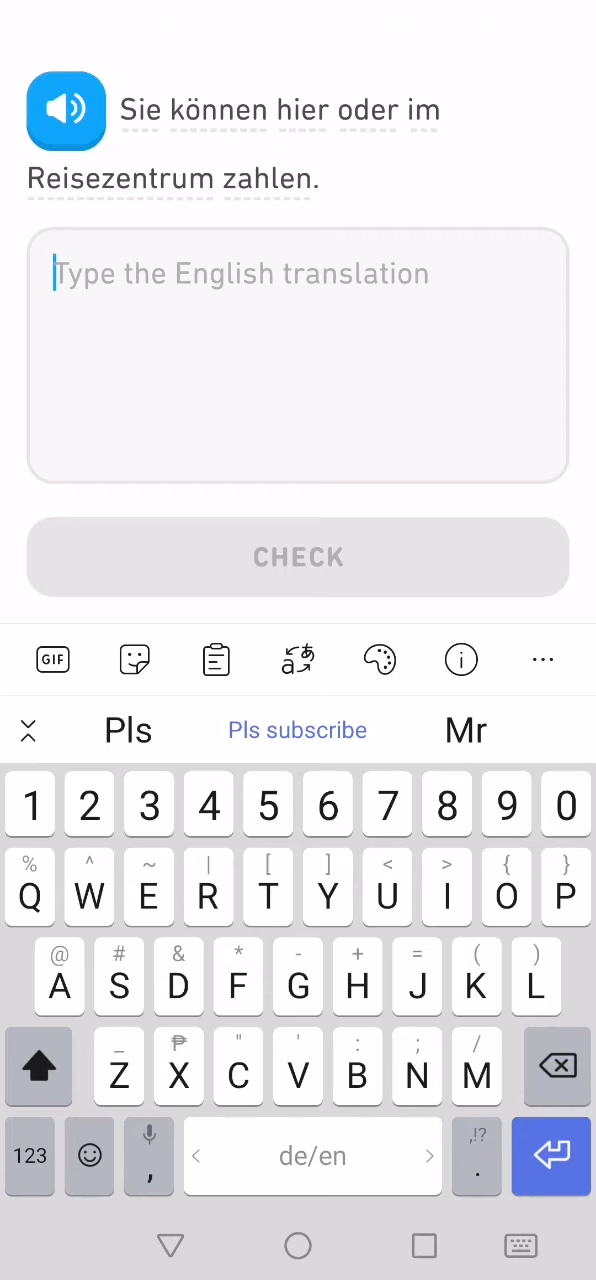 Sie können hier oder im
Reisezentrum zahlen.
Type the English translation
CHECK
GIF
Pls Pls subscribe Mr
1 2 3 4 5 6 7 8 9 0
% ^ ~ | [ ] < > { }
Q W E R T Y U I O P
@ # & * - + = ( )
A S D F G H J K L
_ ₱ " ' : ; /
Z X C V B N M
,!?
123 , < de/en > .